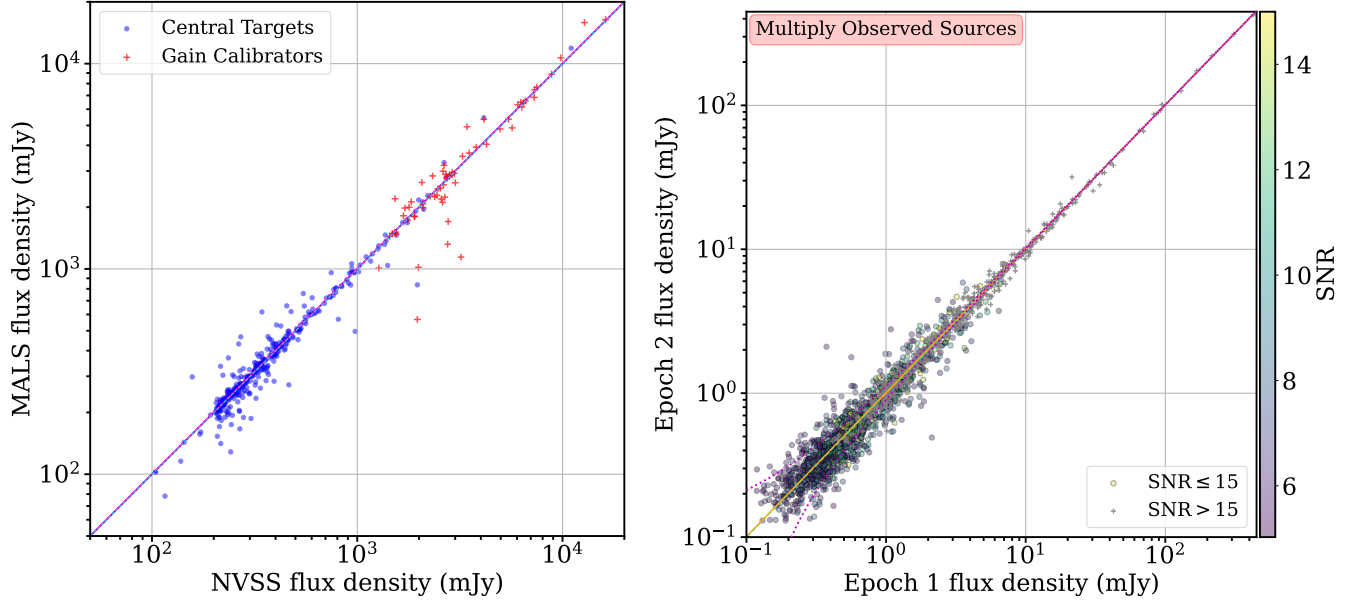 Central Targets
Gain Calibrators
10^4
10^3
10^2
MALS flux density (mJy)
10^2 10^3 10^4
NVSS flux density (mJy)
Multiply Observed Sources
10^2
10^1
10^0
10^−1
Epoch 2 flux density (mJy)
SNR ≤ 15
SNR > 15
10^−1 10^0 10^1 10^2
Epoch 1 flux density (mJy)
14
12
10
8
6
SNR